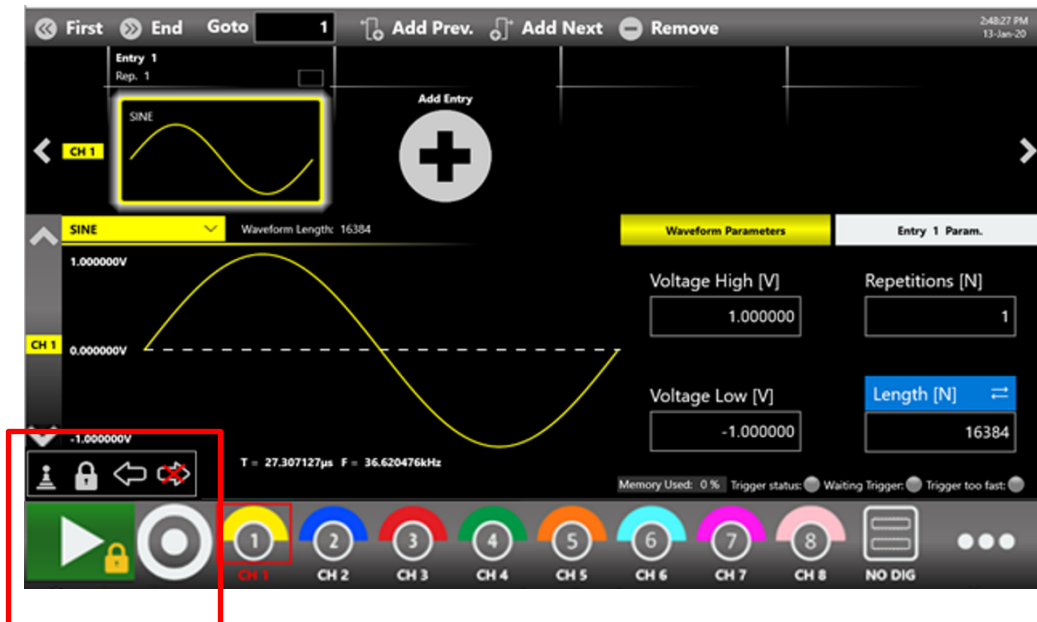 First End Goto 1 Add Prev. Add Next Remove 2:48:27 PM
13-Jan-20
Entry 1
Rep. 1
Add Entry
SINE
CH 1
SINE Waveform Length: 16384 Waveform Parameters Entry 1 Param.
1.000000V
Voltage High [V] Repetitions [N]
1.000000 1
CH 1 0.000000V
Voltage Low [V] Length [N]
-1.000000V -1.000000 16384
T = 27.307127µs F = 36.620476kHz
Memory Used: 0 % Trigger status: Waiting Trigger: Trigger too fast:
1 2 3 4 5 6 7 8
CH 1 CH 2 CH 3 CH 4 CH 5 CH 6 CH 7 CH 8 NO DIG